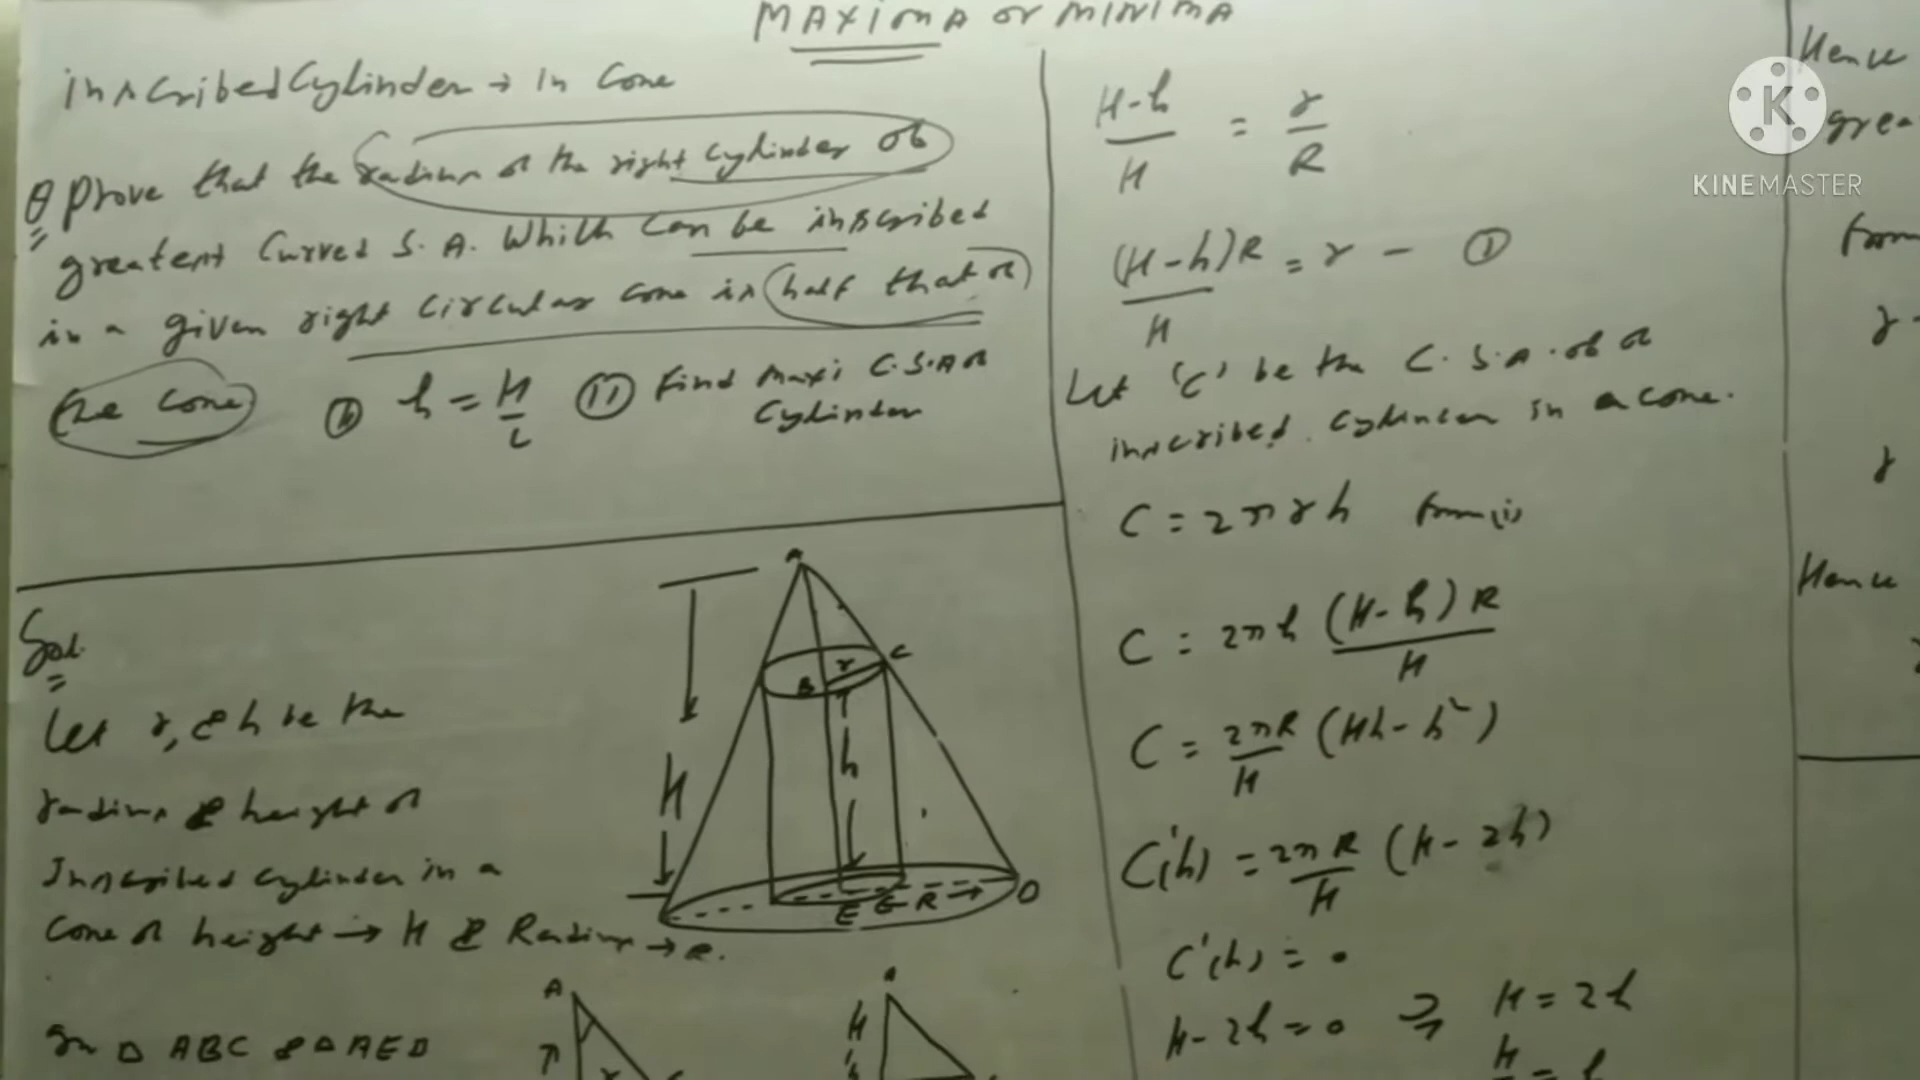 MAXIMA or MINIMA
Inscribed Cylinder → In Cone
Q Prove that the radius of the right cylinder of
greatest curved S.A. Which can be inscribed
in a given right circular cone is half that of
the cone
h = H/2 (ii) Find maxi C.S.A of
Cylinder
Sol.
Let r, & h be the
radius & height of
Inscribed cylinder in a
cone of height → H & Radius → R.
In Δ ABC & Δ AED
A
r C
B
h
H
E ← R → D
A
r
H
H-h/H = r/R
(H-h)R/H = r - (1)
Let 'C' be the C.S.A. of a
inscribed cylinder in a cone.
C = 2πrh from (i)
C = 2πh (H-h)R/H
C = 2πR/H (Hh-h²)
C'(h) = 2πR/H (H-2h)
C'(h) = 0
H-2h = 0 ⇒ H = 2h
Hence
from
r
r
Hence
KINEMASTER